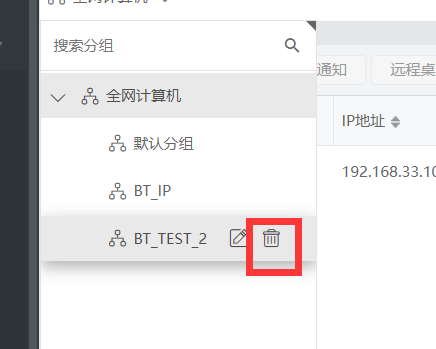 全网计算机
搜索分组
通知
远程桌
全网计算机
IP地址
默认分组
192.168.33.10
BT_IP
BT_TEST_2